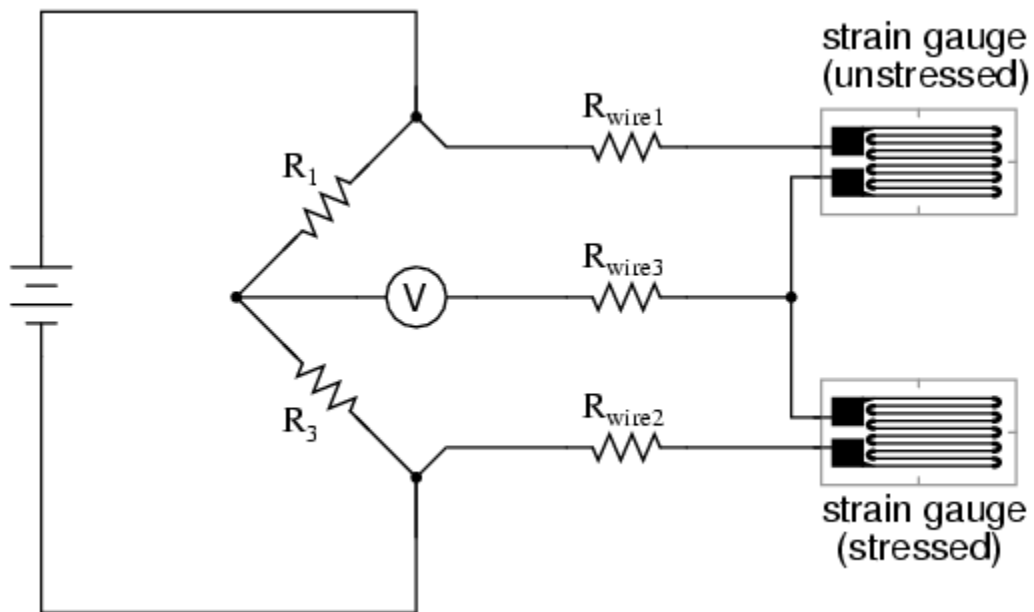 strain gauge
(unstressed)
Rwire1
R1
Rwire3
V
R3
Rwire2
strain gauge
(stressed)